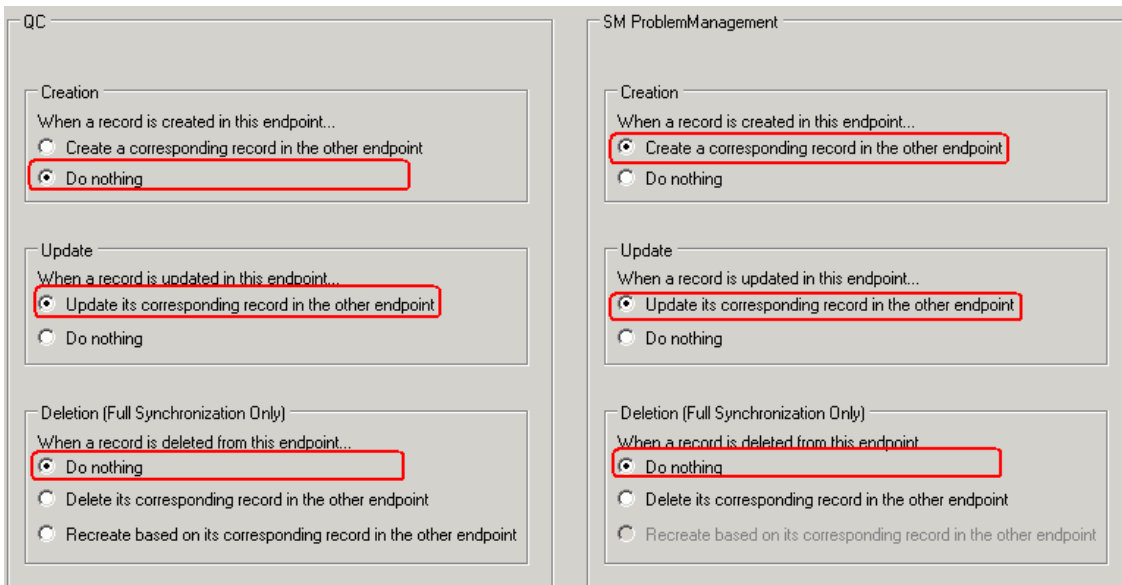 QC
Creation
When a record is created in this endpoint...
Create a corresponding record in the other endpoint
Do nothing
Update
When a record is updated in this endpoint...
Update its corresponding record in the other endpoint
Do nothing
Deletion (Full Synchronization Only)
When a record is deleted from this endpoint...
Do nothing
Delete its corresponding record in the other endpoint
Recreate based on its corresponding record in the other endpoint
SM ProblemManagement
Creation
When a record is created in this endpoint...
Create a corresponding record in the other endpoint
Do nothing
Update
When a record is updated in this endpoint...
Update its corresponding record in the other endpoint
Do nothing
Deletion (Full Synchronization Only)
When a record is deleted from this endpoint
Do nothing
Delete its corresponding record in the other endpoint
Recreate based on its corresponding record in the other endpoint